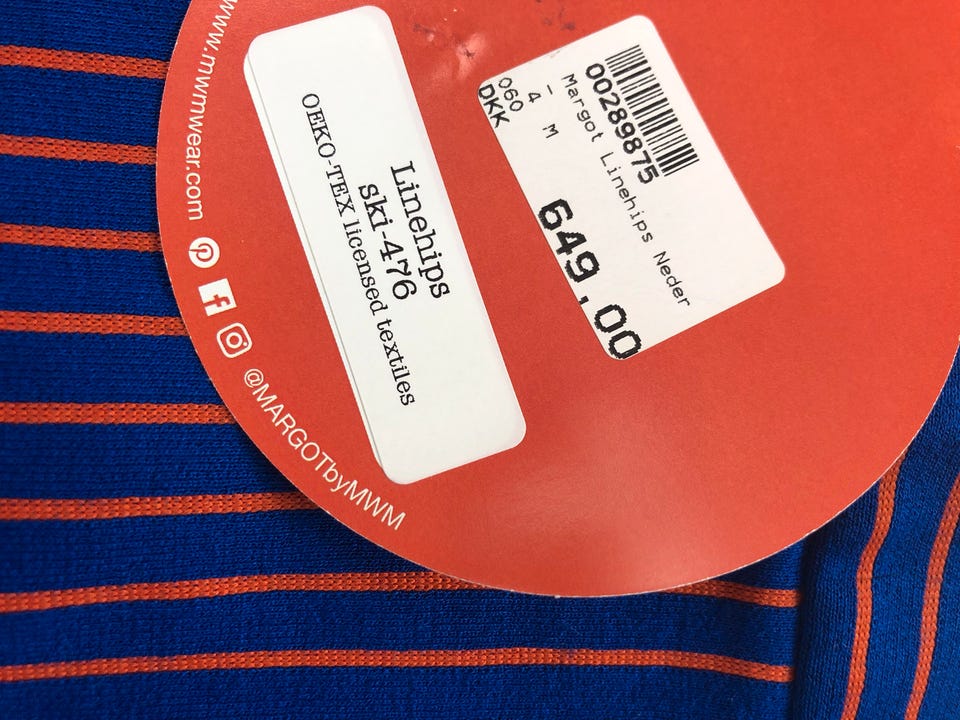 www.mwmwear.com
@MARGOTbyMWM
Linehips
ski-476
OEKO-TEX licensed textiles
00289875
Margot Linehips Neder
- 4 M
060
DKK
649.00